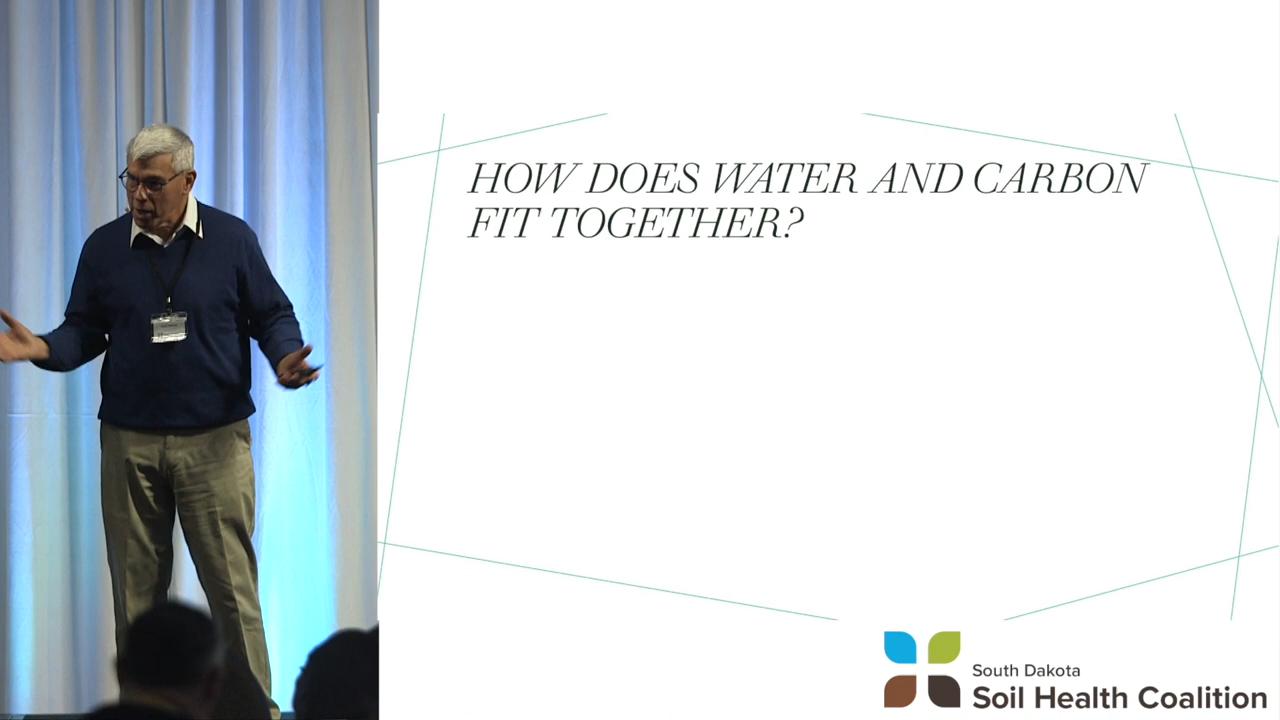 HOW DOES WATER AND CARBON
FIT TOGETHER?
South Dakota
Soil Health Coalition